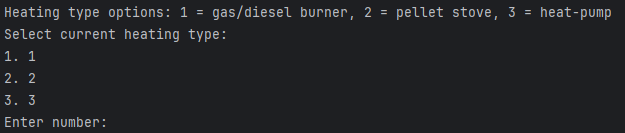 Heating type options: 1 = gas/diesel burner, 2 = pellet stove, 3 = heat-pump
Select current heating type:
1. 1
2. 2
3. 3
Enter number: